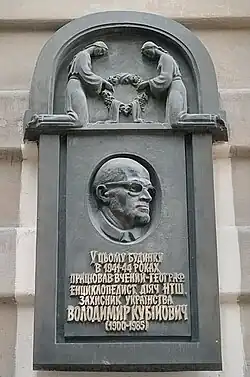 У ЦЬОМУ БУДИНКУ
В 1941-44 РОКАХ
ПРАЦЮВАВ ВЧЕНИЙ-ГЕОГРАФ
ЕНЦИКЛОПЕДИСТ, ДІЯЧ НТШ,
ЗАХИСНИК УКРАЇНСТВА
ВОЛОДИМИР КУБІЙОВИЧ
(1900-1985)